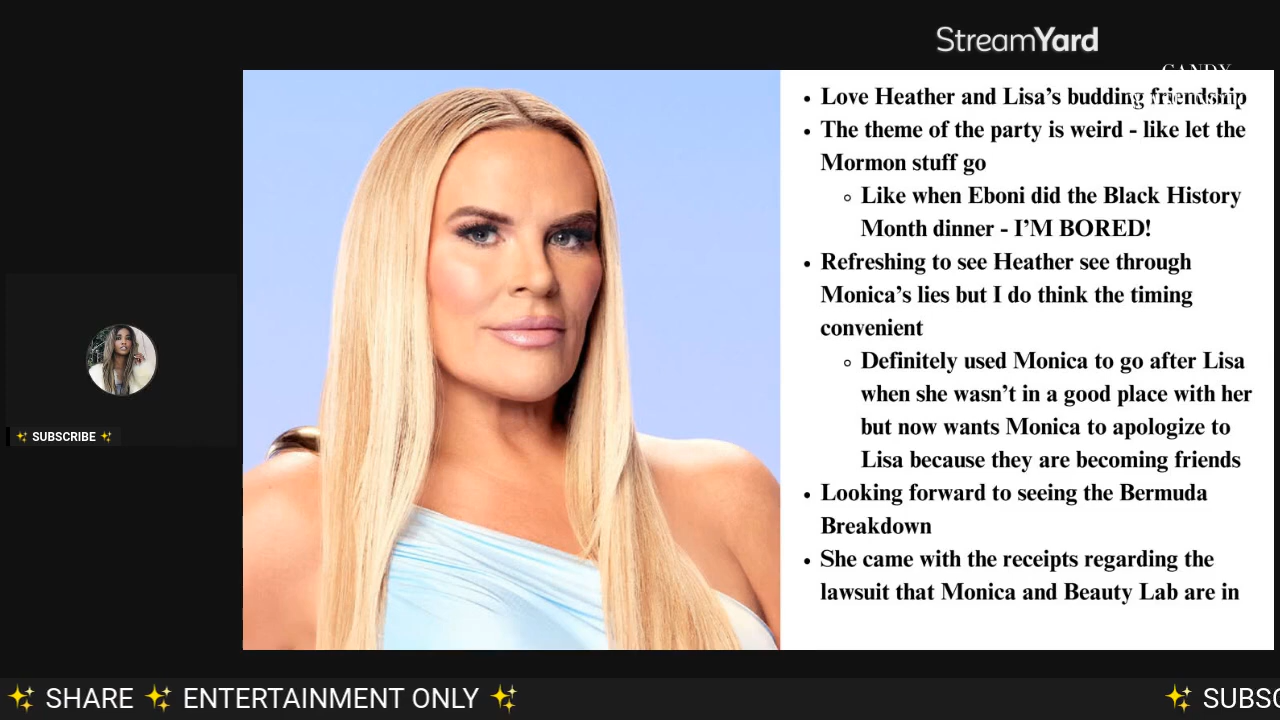 StreamYard
CANDY
• Love Heather and Lisa’s budding friendship
• The theme of the party is weird - like let the
Mormon stuff go
◦ Like when Eboni did the Black History
Month dinner - I’M BORED!
• Refreshing to see Heather see through
Monica’s lies but I do think the timing
convenient
◦ Definitely used Monica to go after Lisa
when she wasn’t in a good place with her
but now wants Monica to apologize to
Lisa because they are becoming friends
• Looking forward to seeing the Bermuda
Breakdown
• She came with the receipts regarding the
lawsuit that Monica and Beauty Lab are in
✨ SUBSCRIBE ✨
✨ SHARE ✨ ENTERTAINMENT ONLY ✨
✨ SUBSC